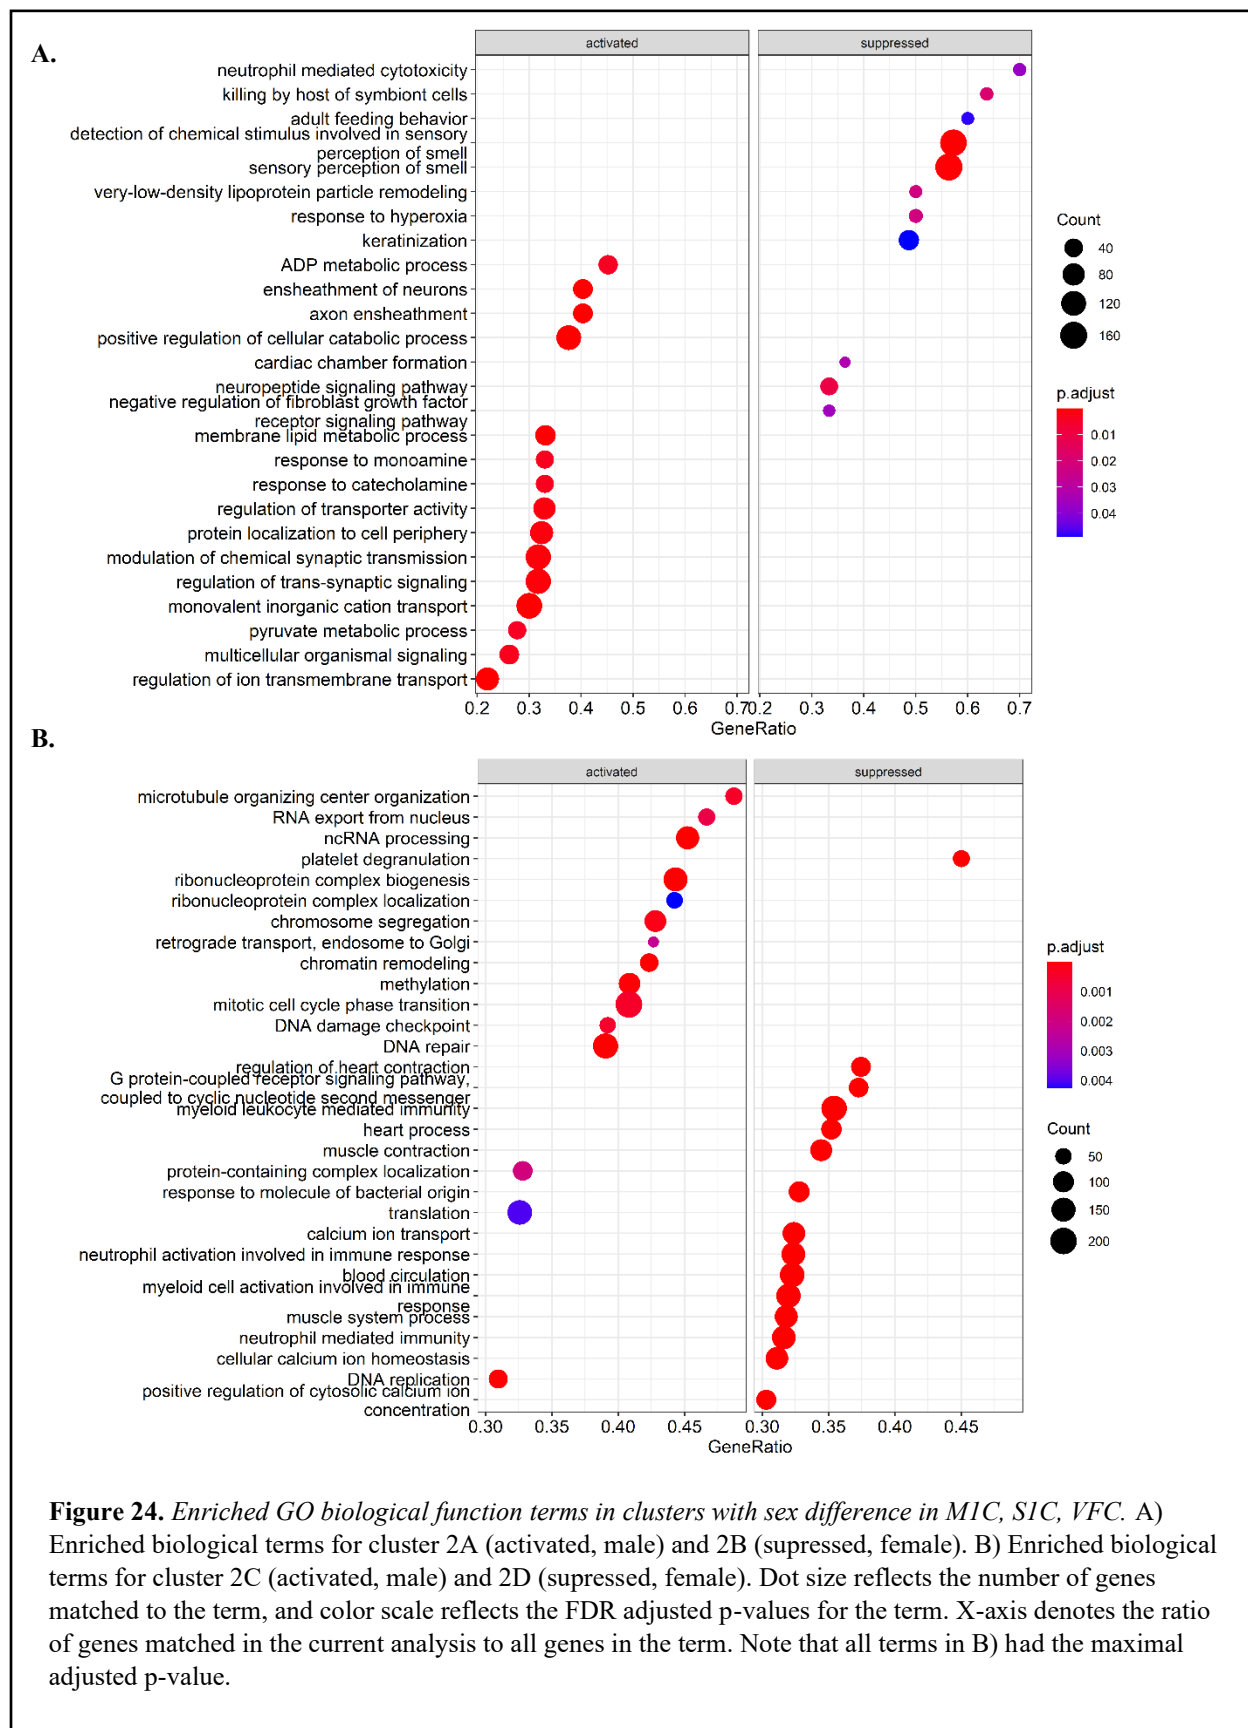 A.
activated
suppressed
neutrophil mediated cytotoxicity
killing by host of symbiont cells
adult feeding behavior
detection of chemical stimulus involved in sensory
perception of smell
sensory perception of smell
very-low-density lipoprotein particle remodeling
response to hyperoxia
keratinization
ADP metabolic process
ensheathment of neurons
axon ensheathment
positive regulation of cellular catabolic process
cardiac chamber formation
neuropeptide signaling pathway
negative regulation of fibroblast growth factor
receptor signaling pathway
membrane lipid metabolic process
response to monoamine
response to catecholamine
regulation of transporter activity
protein localization to cell periphery
modulation of chemical synaptic transmission
regulation of trans-synaptic signaling
monovalent inorganic cation transport
pyruvate metabolic process
multicellular organismal signaling
regulation of ion transmembrane transport
0.2 0.3 0.4 0.5 0.6 0.7 0.2 0.3 0.4 0.5 0.6 0.7
GeneRatio
Count
40
80
120
160
p.adjust
0.01
0.02
0.03
0.04
B.
activated
suppressed
microtubule organizing center organization
RNA export from nucleus
ncRNA processing
platelet degranulation
ribonucleoprotein complex biogenesis
ribonucleoprotein complex localization
chromosome segregation
retrograde transport, endosome to Golgi
chromatin remodeling
methylation
mitotic cell cycle phase transition
DNA damage checkpoint
DNA repair
regulation of heart contraction
G protein-coupled receptor signaling pathway,
coupled to cyclic nucleotide second messenger
myeloid leukocyte mediated immunity
heart process
muscle contraction
protein-containing complex localization
response to molecule of bacterial origin
translation
calcium ion transport
neutrophil activation involved in immune response
blood circulation
myeloid cell activation involved in immune
response
muscle system process
neutrophil mediated immunity
cellular calcium ion homeostasis
DNA replication
positive regulation of cytosolic calcium ion
concentration
0.30 0.35 0.40 0.45 0.30 0.35 0.40 0.45
GeneRatio
p.adjust
0.001
0.002
0.003
0.004
Count
50
100
150
200
Figure 24. Enriched GO biological function terms in clusters with sex difference in M1C, S1C, VFC. A)
Enriched biological terms for cluster 2A (activated, male) and 2B (supressed, female). B) Enriched biological
terms for cluster 2C (activated, male) and 2D (supressed, female). Dot size reflects the number of genes
matched to the term, and color scale reflects the FDR adjusted p-values for the term. X-axis denotes the ratio
of genes matched in the current analysis to all genes in the term. Note that all terms in B) had the maximal
adjusted p-value.